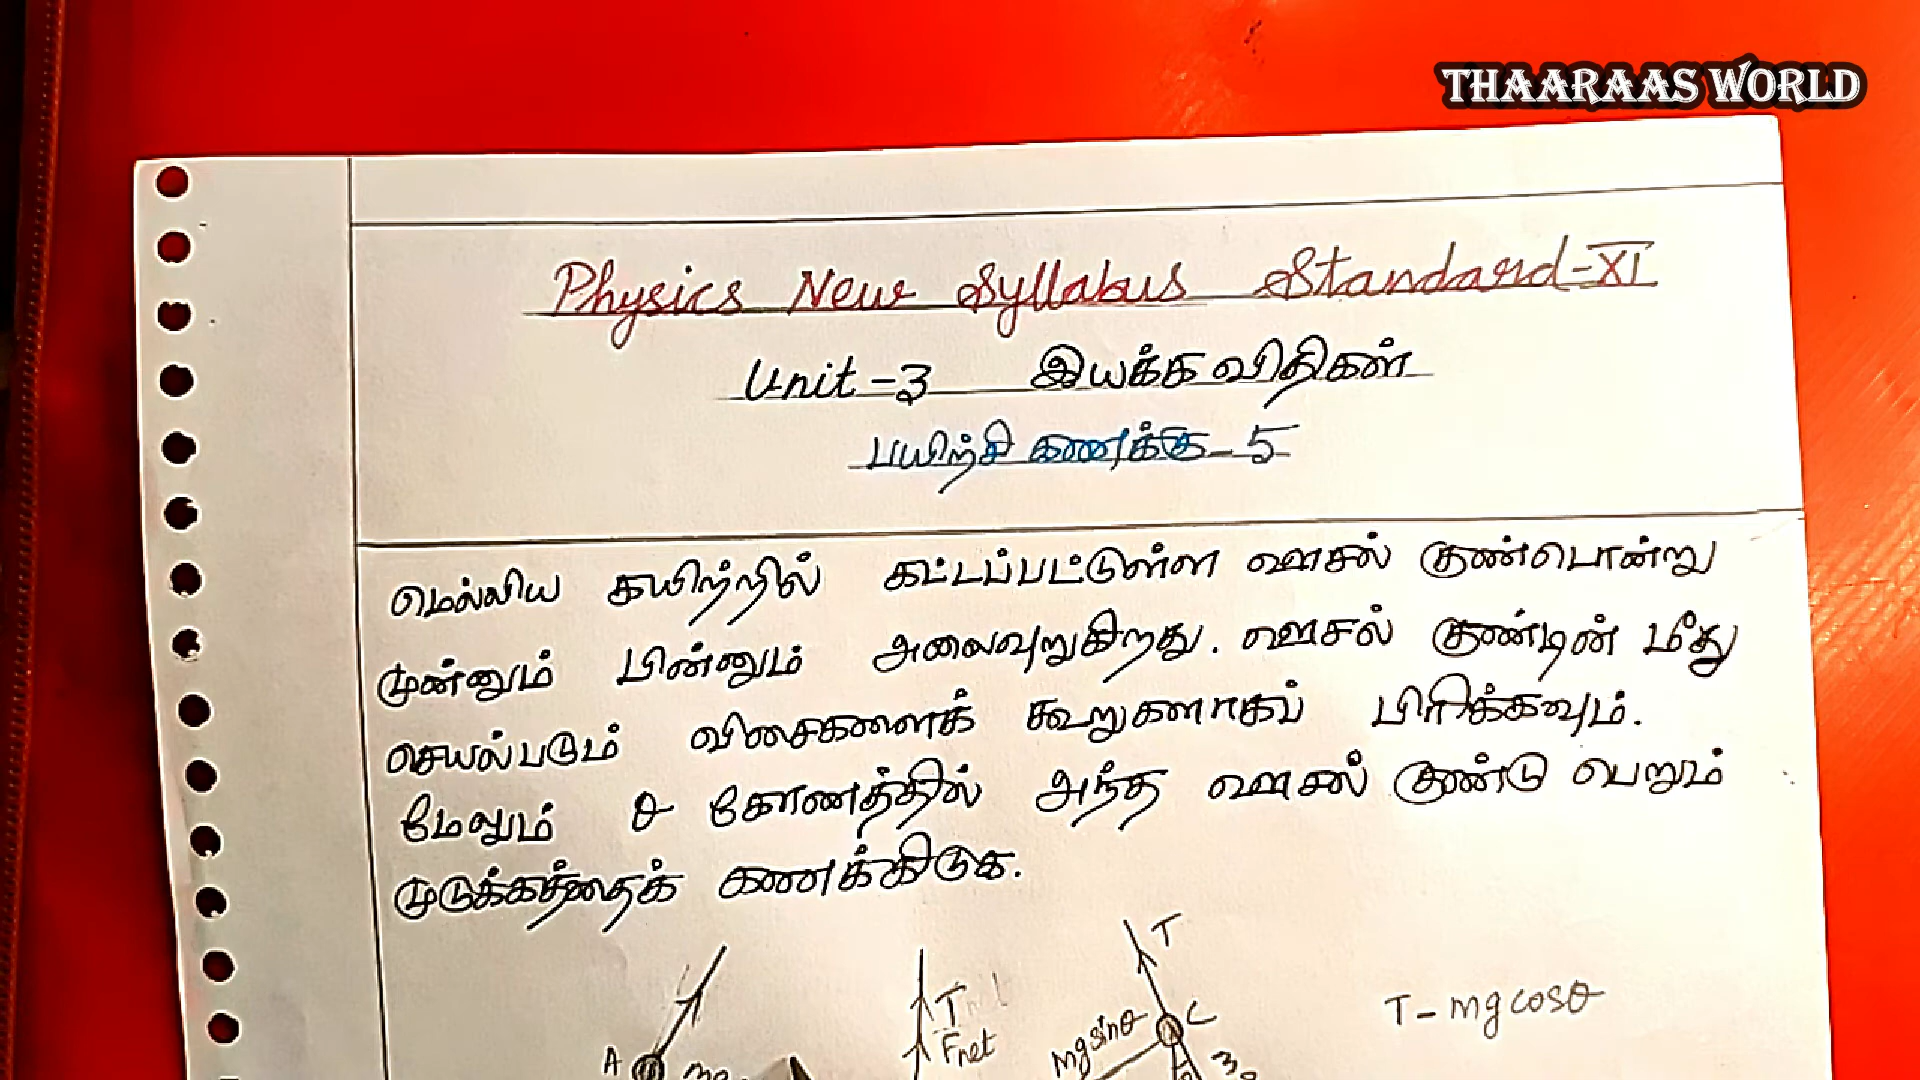 THAARAAS WORLD
Physics New Syllabus Standard-XI
Unit-3 இயக்க விதிகள்
பயிற்சி கணக்கு-5
மெல்லிய கயிற்றில் கட்டப்பட்டுள்ள ஊசல் குண்டொன்று
முன்னும் பின்னும் அலைவுறுகிறது. ஊசல் குண்டின் மீது
செயல்படும் விசைகளைக் கூறுகளாகப் பிரிக்கவும்.
மேலும் θ கோணத்தில் அந்த ஊசல் குண்டு பெறும்
முடுக்கத்தைக் கணக்கிடுக.
T
T
T - mg cosθ
mg sinθ C
Fnet
A